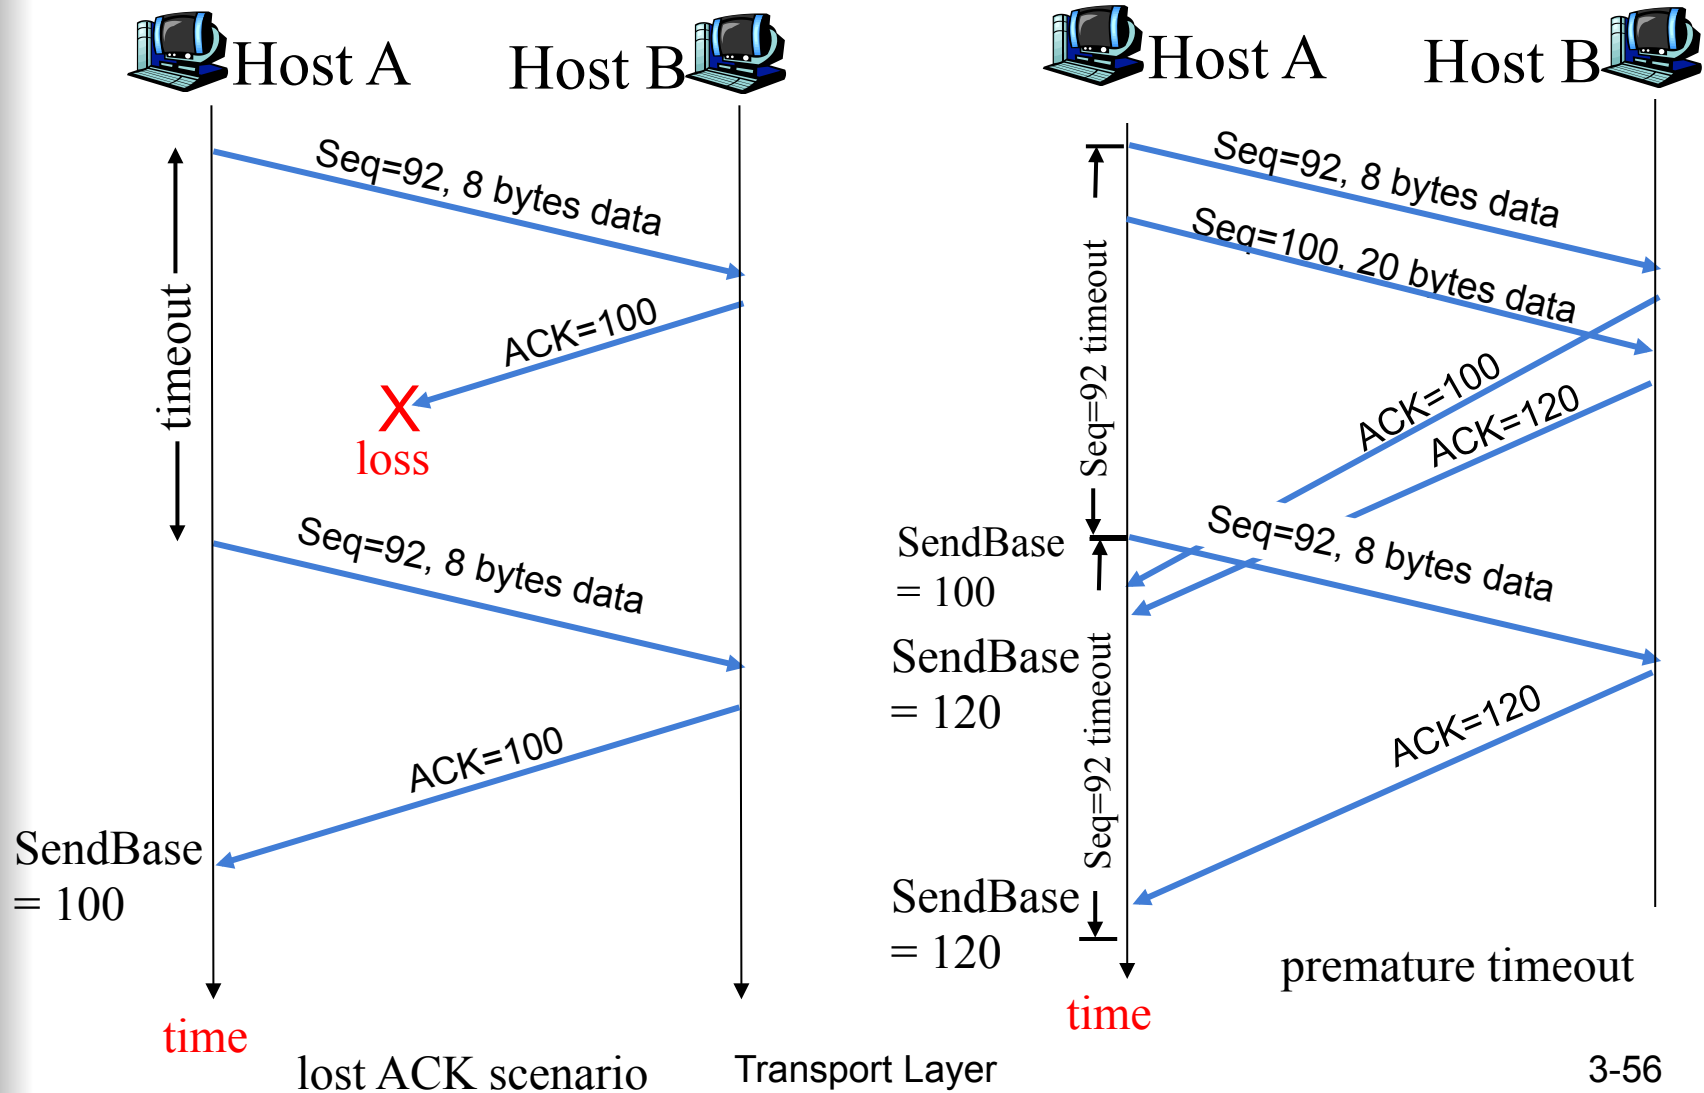 Host A
Host B
Seq=92, 8 bytes data
timeout
ACK=100
X
loss
Seq=92, 8 bytes data
ACK=100
SendBase
= 100
time
lost ACK scenario
Host A
Host B
Seq=92, 8 bytes data
Seq=100, 20 bytes data
Seq=92 timeout
ACK=100
ACK=120
Seq=92, 8 bytes data
SendBase
= 100
SendBase
= 120
Seq=92 timeout
ACK=120
SendBase
= 120
premature timeout
time
Transport Layer
3-56